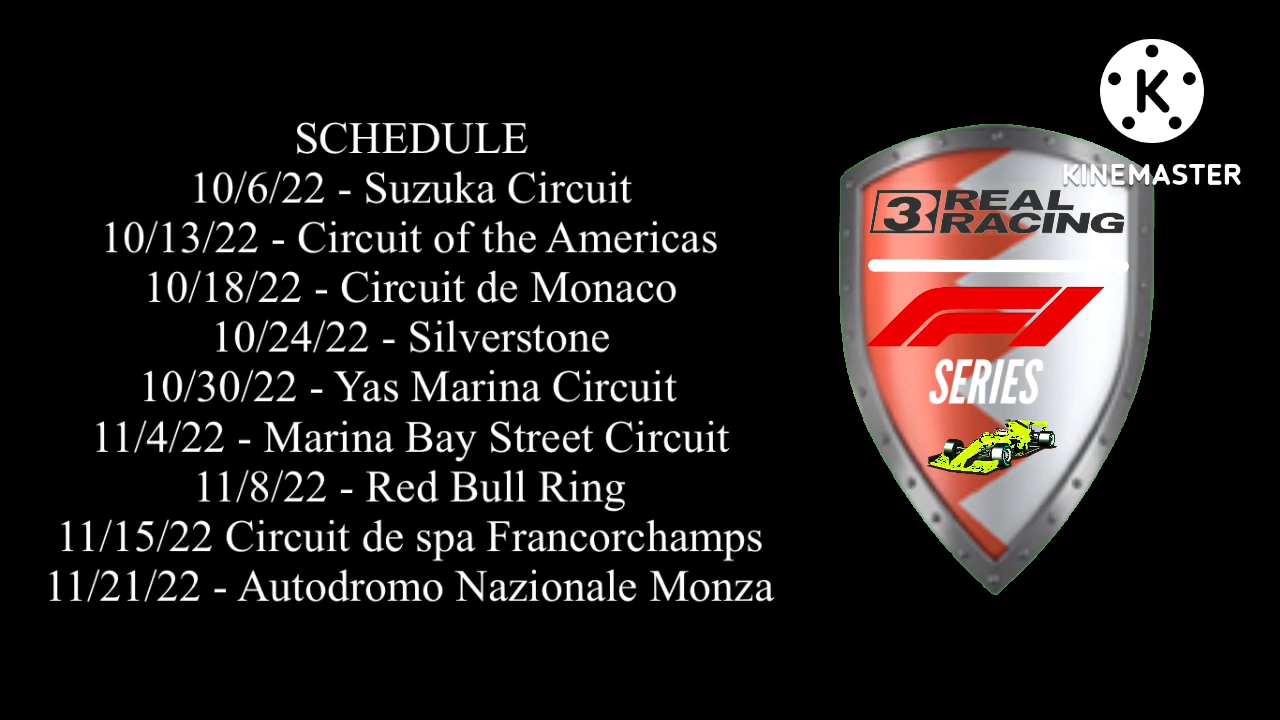 SCHEDULE
10/6/22 - Suzuka Circuit
10/13/22 - Circuit of the Americas
10/18/22 - Circuit de Monaco
10/24/22 - Silverstone
10/30/22 - Yas Marina Circuit
11/4/22 - Marina Bay Street Circuit
11/8/22 - Red Bull Ring
11/15/22 Circuit de spa Francorchamps
11/21/22 - Autodromo Nazionale Monza
K
KINEMASTER
3 REAL
RACING
F1
SERIES